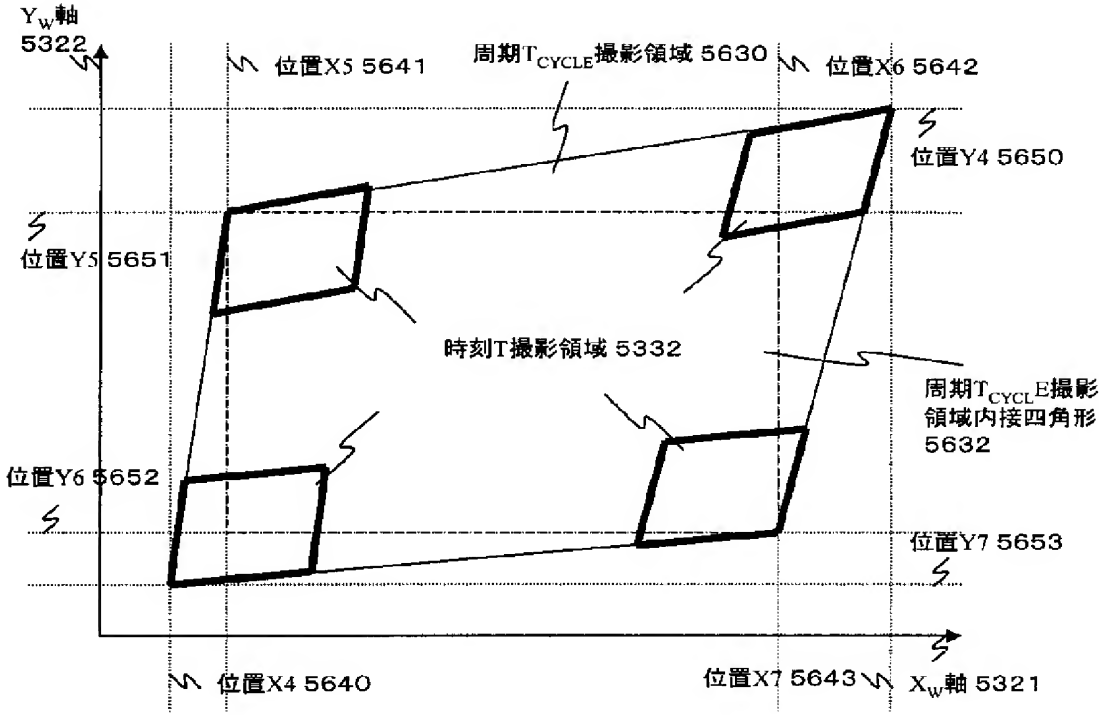 Y_W軸
5322
位置X5 5641
周期T_CYCLE撮影領域 5630
位置X6 5642
位置Y4 5650
位置Y5 5651
時刻T撮影領域 5332
周期T_CYCLE撮影
領域内接四角形
5632
位置Y6 5652
位置Y7 5653
位置X4 5640
位置X7 5643
X_W軸 5321